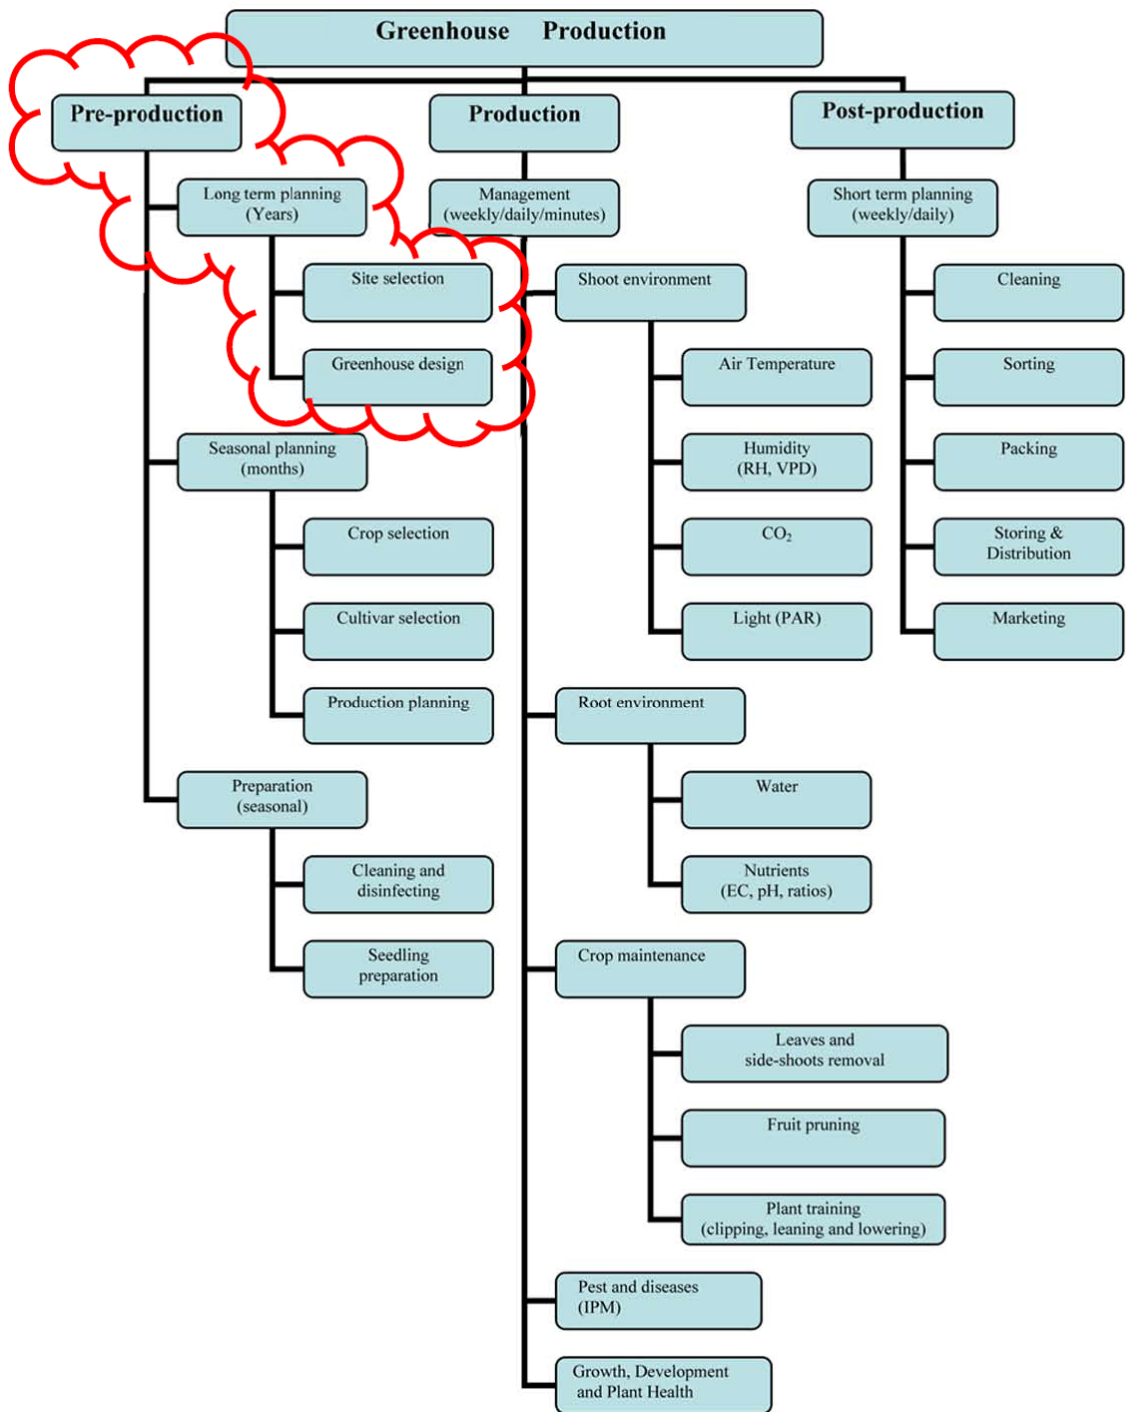 Greenhouse Production
Pre-production
Long term planning
(Years)
Site selection
Greenhouse design
Seasonal planning
(months)
Crop selection
Cultivar selection
Production planning
Preparation
(seasonal)
Cleaning and
disinfecting
Seedling
preparation
Production
Management
(weekly/daily/minutes)
Shoot environment
Air Temperature
Humidity
(RH, VPD)
CO₂
Light (PAR)
Root environment
Water
Nutrients
(EC, pH, ratios)
Crop maintenance
Leaves and
side-shoots removal
Fruit pruning
Plant training
(clipping, leaning and lowering)
Pest and diseases
(IPM)
Growth, Development
and Plant Health
Post-production
Short term planning
(weekly/daily)
Cleaning
Sorting
Packing
Storing &
Distribution
Marketing